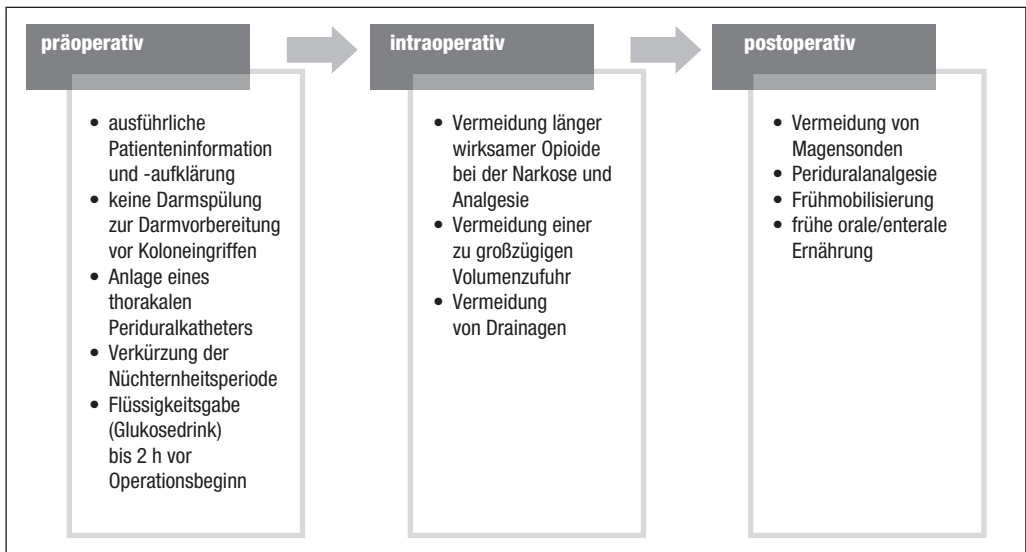 präoperativ
• ausführliche
Patienteninformation
und -aufklärung
• keine Darmspülung
zur Darmvorbereitung
vor Koloneingriffen
• Anlage eines
thorakalen
Periduralkatheters
• Verkürzung der
Nüchternheitsperiode
• Flüssigkeitsgabe
(Glukosedrink)
bis 2 h vor
Operationsbeginn
intraoperativ
• Vermeidung länger
wirksamer Opioide
bei der Narkose und
Analgesie
• Vermeidung einer
zu großzügigen
Volumenzufuhr
• Vermeidung
von Drainagen
postoperativ
• Vermeidung von
Magensonden
• Periduralanalgesie
• Frühmobilisierung
• frühe orale/enterale
Ernährung